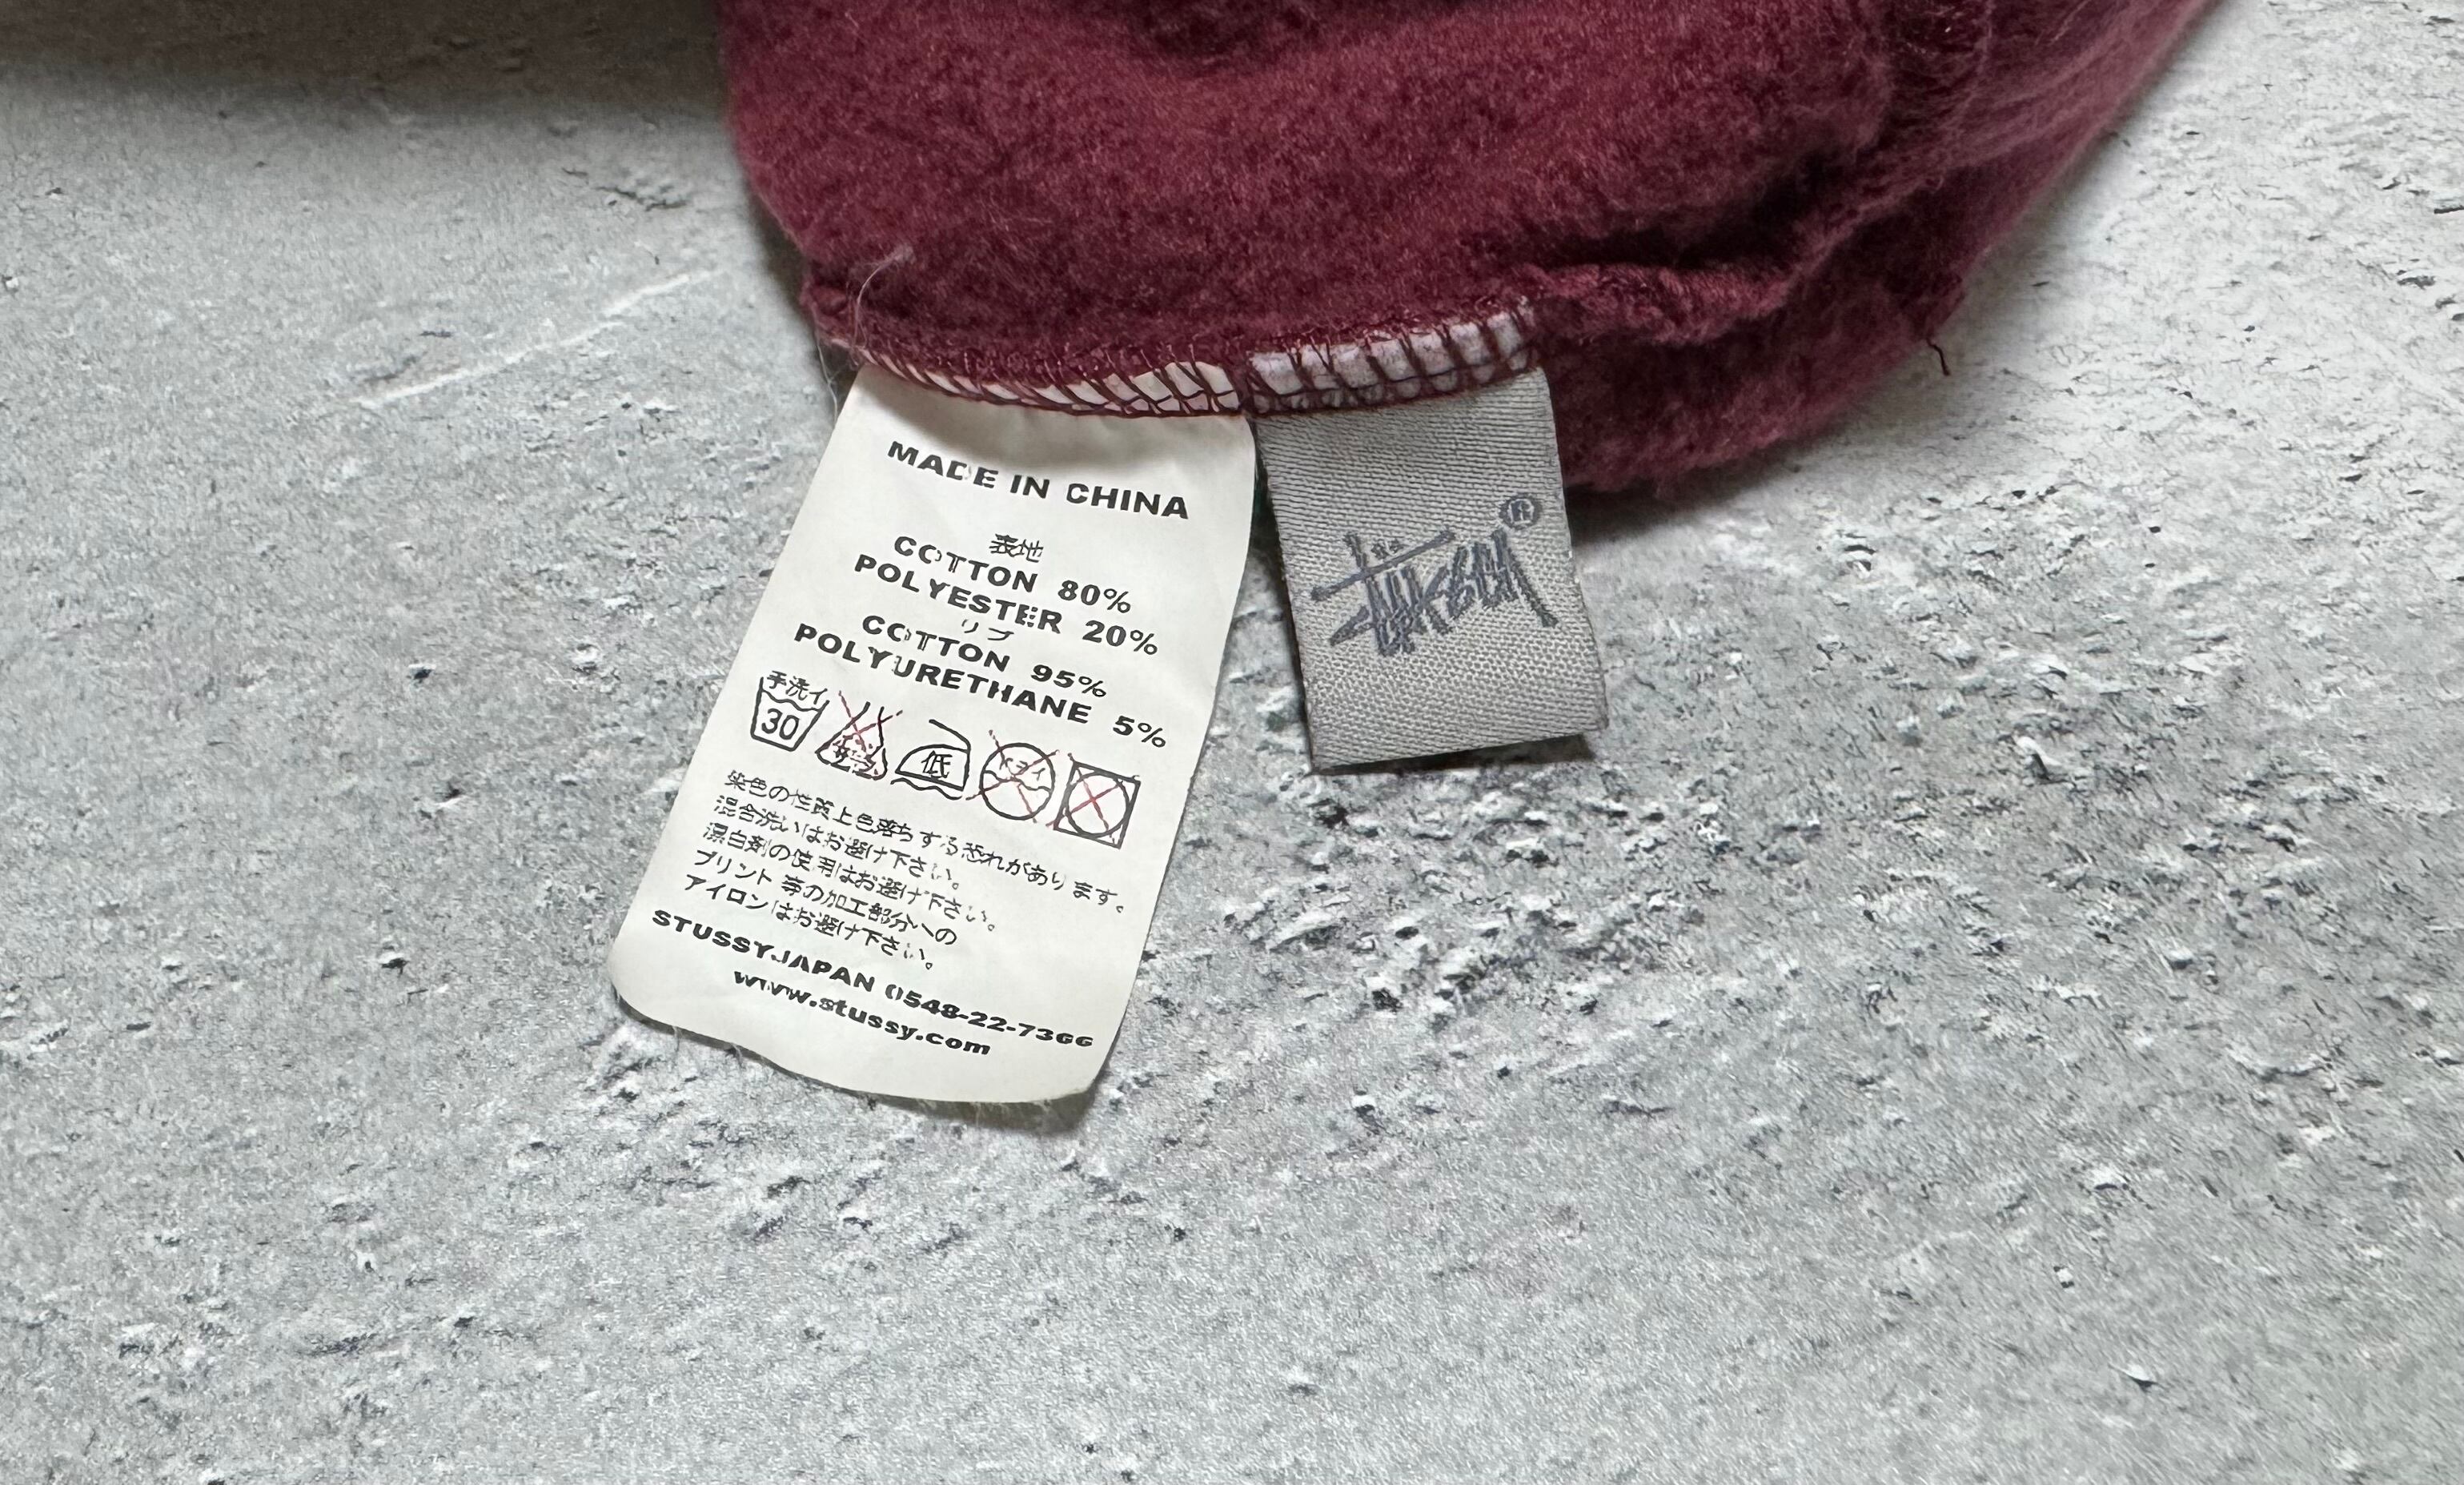 MADE IN CHINA
表地
COTTON 80%
POLYESTER 20%
リブ
COTTON 95%
POLYURETHANE 5%
手洗イ
30
低
染色の性質上色落ちする恐れがあります。
混合洗いはお避け下さい。
漂白剤の使用はお避け下さい。
プリント等の加工部分への
アイロンはお避け下さい。
STUSSY JAPAN 0548-22-7366
www.stussy.com
Stüssy ®